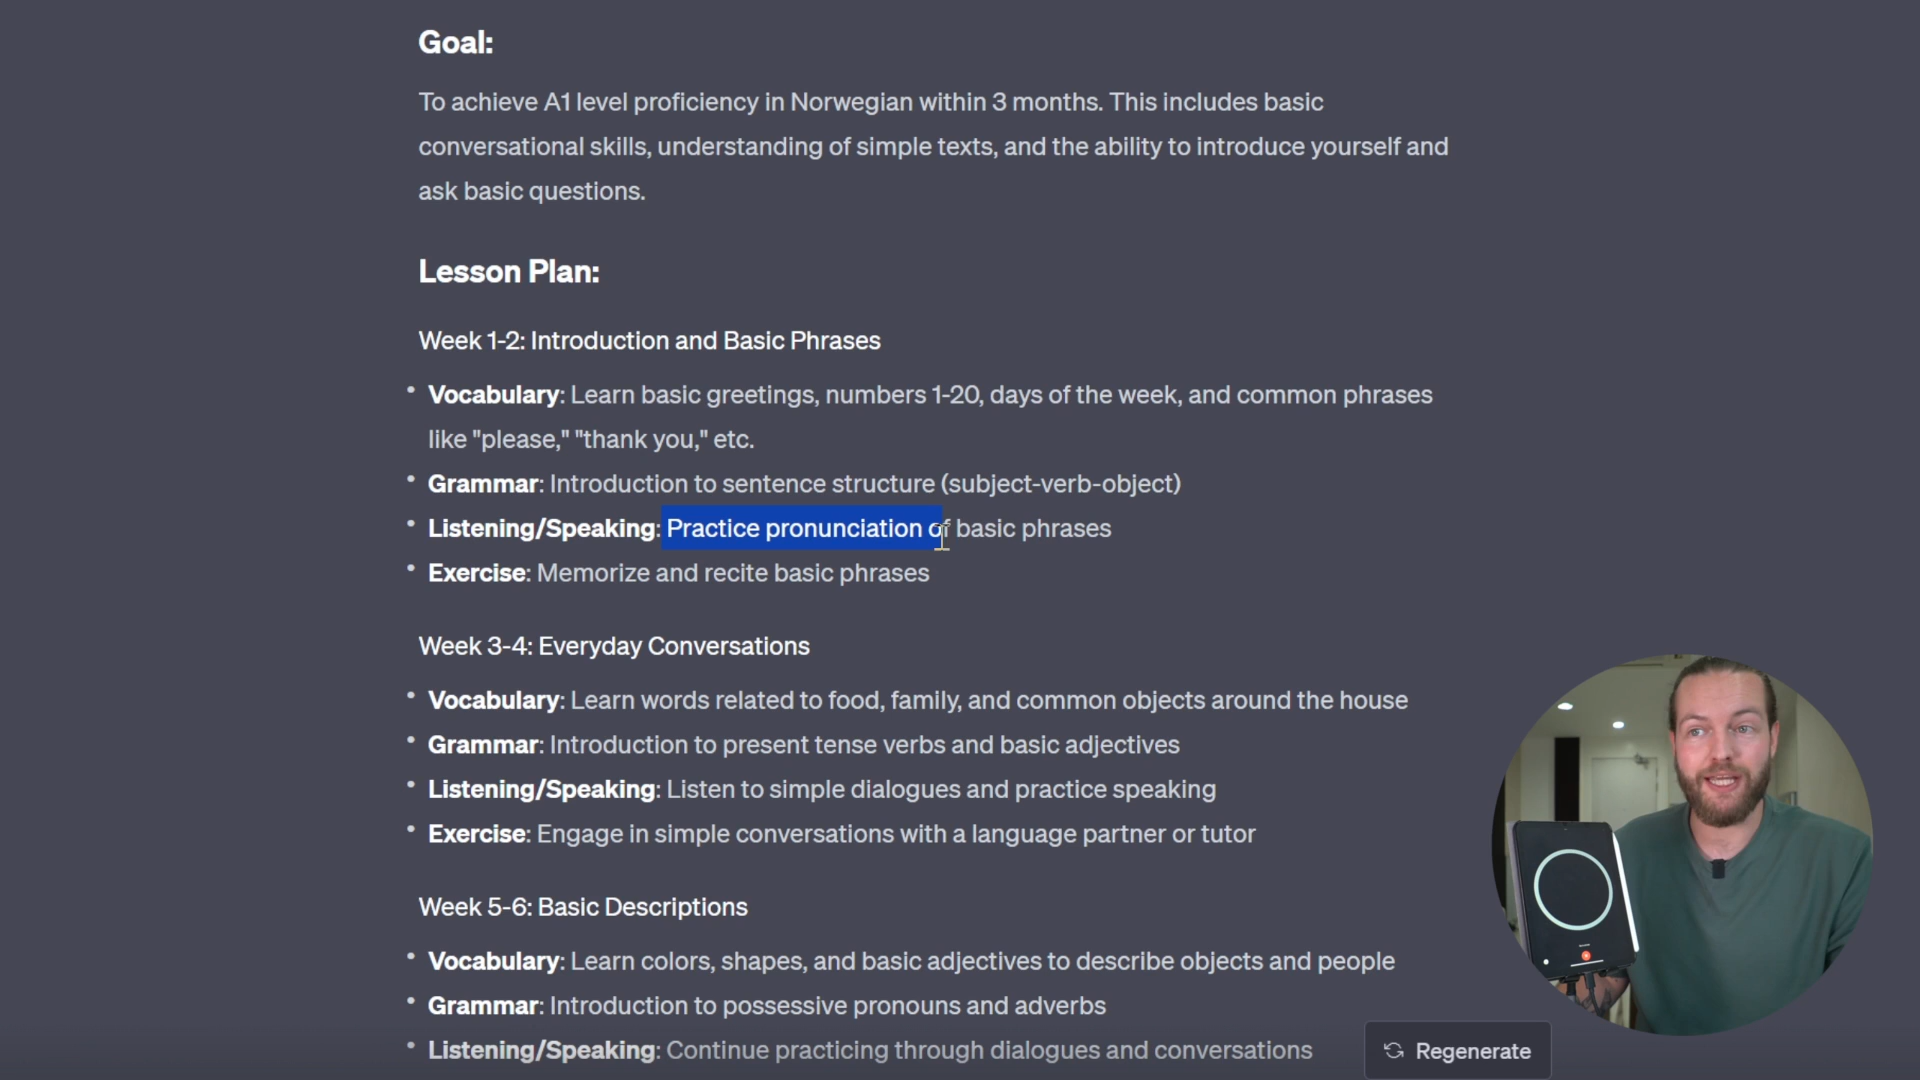 Goal:
To achieve A1 level proficiency in Norwegian within 3 months. This includes basic
conversational skills, understanding of simple texts, and the ability to introduce yourself and
ask basic questions.
Lesson Plan:
Week 1-2: Introduction and Basic Phrases
• Vocabulary: Learn basic greetings, numbers 1-20, days of the week, and common phrases
like "please," "thank you," etc.
• Grammar: Introduction to sentence structure (subject-verb-object)
• Listening/Speaking: Practice pronunciation of basic phrases
• Exercise: Memorize and recite basic phrases
Week 3-4: Everyday Conversations
• Vocabulary: Learn words related to food, family, and common objects around the house
• Grammar: Introduction to present tense verbs and basic adjectives
• Listening/Speaking: Listen to simple dialogues and practice speaking
• Exercise: Engage in simple conversations with a language partner or tutor
Week 5-6: Basic Descriptions
• Vocabulary: Learn colors, shapes, and basic adjectives to describe objects and people
• Grammar: Introduction to possessive pronouns and adverbs
• Listening/Speaking: Continue practicing through dialogues and conversations
Regenerate